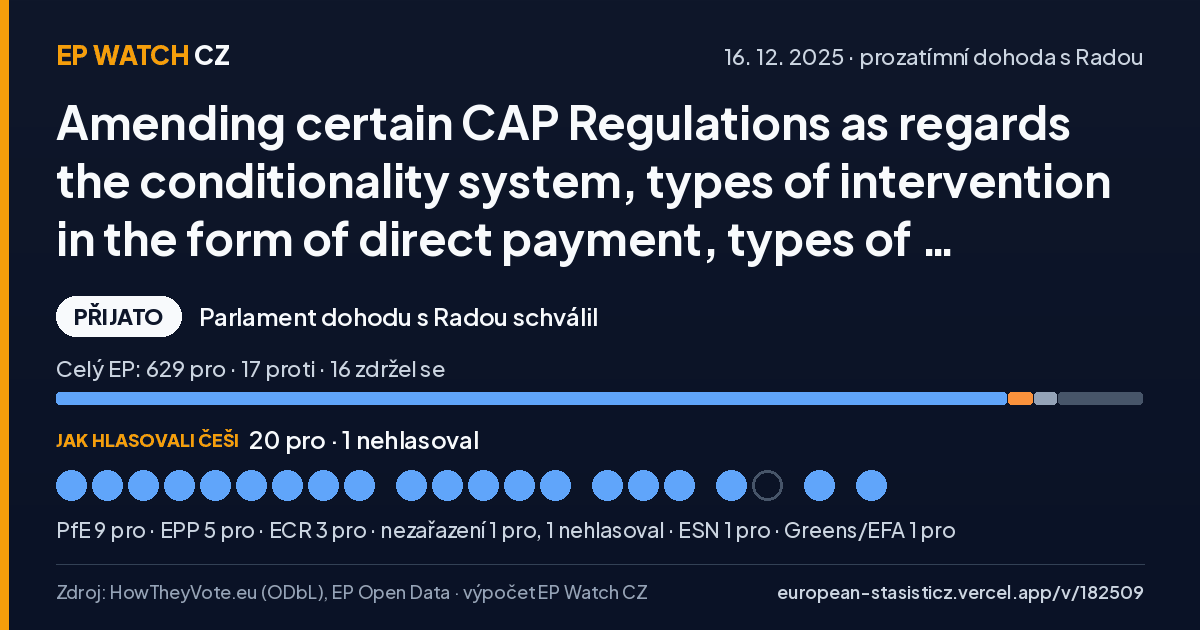 EP WATCH CZ
16. 12. 2025 · prozatímní dohoda s Radou
Amending certain CAP Regulations as regards
the conditionality system, types of intervention
in the form of direct payment, types of …
PŘIJATO
Parlament dohodu s Radou schválil
Celý EP: 629 pro · 17 proti · 16 zdržel se
JAK HLASOVALI ČEŠI 20 pro · 1 nehlasoval
PfE 9 pro · EPP 5 pro · ECR 3 pro · nezařazení 1 pro, 1 nehlasoval · ESN 1 pro · Greens/EFA 1 pro
Zdroj: HowTheyVote.eu (ODbL), EP Open Data · výpočet EP Watch CZ
european-stasisticz.vercel.app/v/182509